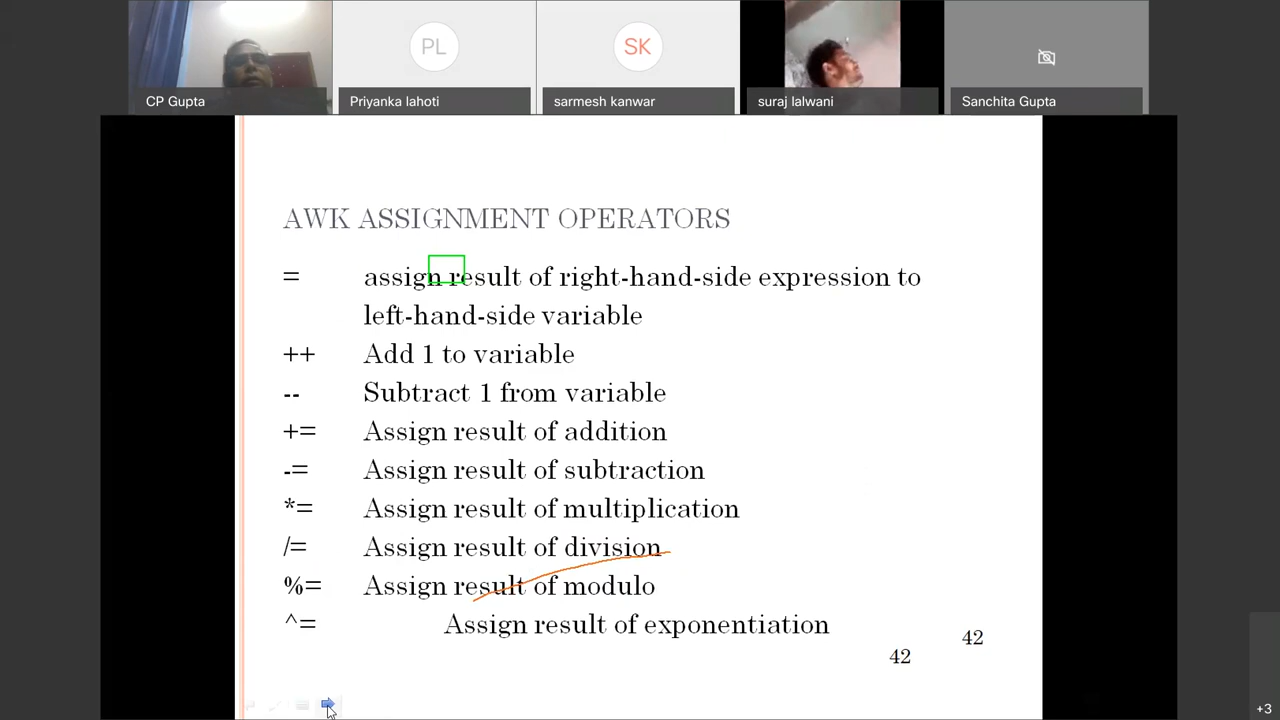 PL
SK
CP Gupta
Priyanka lahoti
sarmesh kanwar
suraj lalwani
Sanchita Gupta
AWK ASSIGNMENT OPERATORS
= assign result of right-hand-side expression to
left-hand-side variable
++ Add 1 to variable
-- Subtract 1 from variable
+= Assign result of addition
-= Assign result of subtraction
*= Assign result of multiplication
/= Assign result of division
%= Assign result of modulo
^= Assign result of exponentiation
42
42
+3